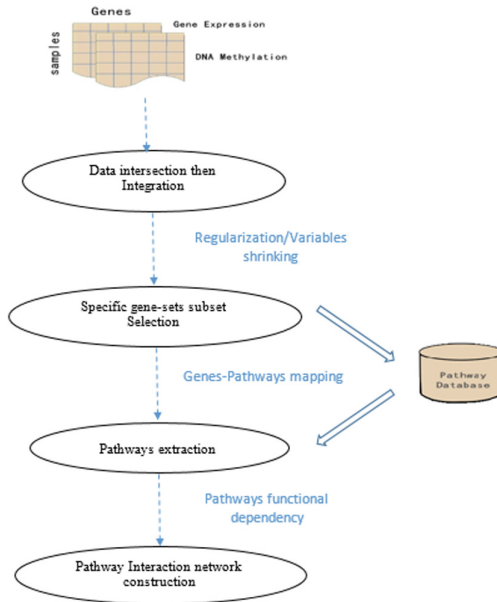 Genes
Gene Expression
samples
DNA Methylation
Data intersection then
Integration
Regularization/Variables
shrinking
Specific gene-sets subset
Selection
Genes-Pathways mapping
Pathway
Database
Pathways extraction
Pathways functional
dependency
Pathway Interaction network
construction